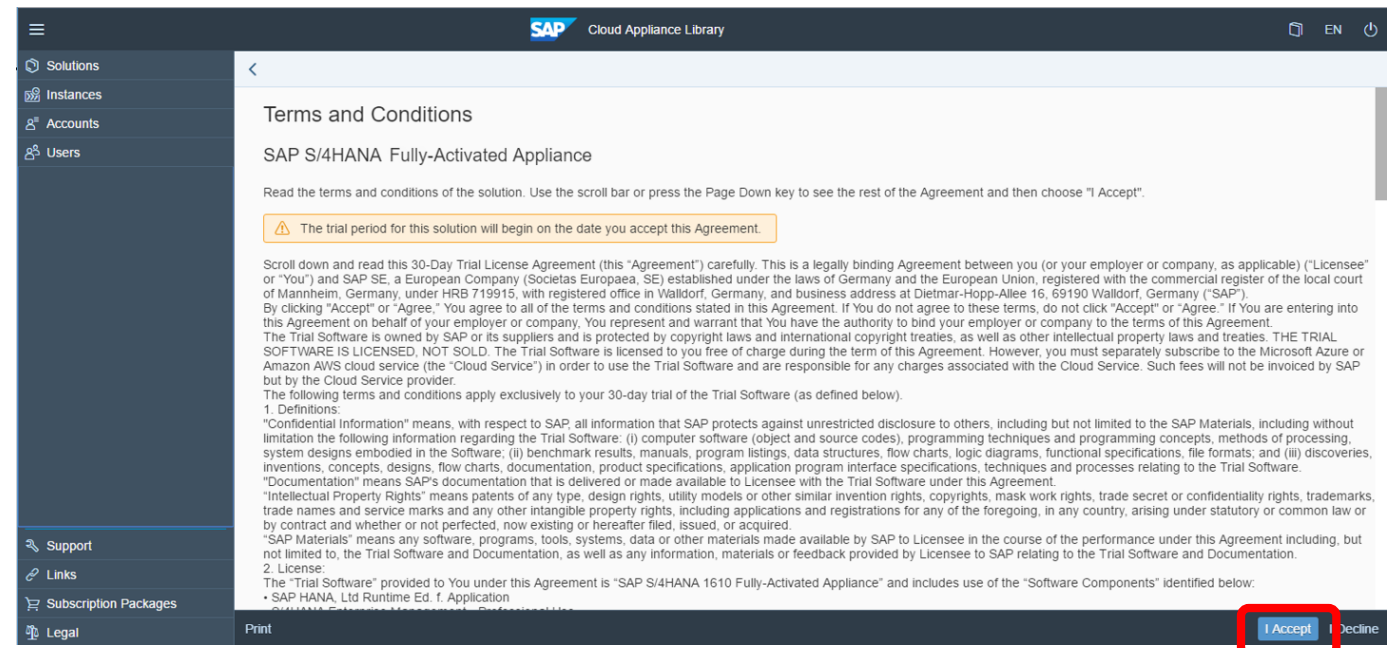 SAP Cloud Appliance Library EN
Solutions
Instances
Accounts
Users
Terms and Conditions
SAP S/4HANA Fully-Activated Appliance
Read the terms and conditions of the solution. Use the scroll bar or press the Page Down key to see the rest of the Agreement and then choose "I Accept".
The trial period for this solution will begin on the date you accept this Agreement.
Scroll down and read this 30-Day Trial License Agreement (this “Agreement”) carefully. This is a legally binding Agreement between you (or your employer or company, as applicable) (“Licensee”
or “You”) and SAP SE, a European Company (Societas Europaea, SE) established under the laws of Germany and the European Union, registered with the commercial register of the local court
of Mannheim, Germany, under HRB 719915, with registered office in Walldorf, Germany, and business address at Dietmar-Hopp-Allee 16, 69190 Walldorf, Germany (“SAP”).
By clicking "Accept" or “Agree,” You agree to all of the terms and conditions stated in this Agreement. If You do not agree to these terms, do not click "Accept" or “Agree.” If You are entering into
this Agreement on behalf of your employer or company, You represent and warrant that You have the authority to bind your employer or company to the terms of this Agreement.
The Trial Software is owned by SAP or its suppliers and is protected by copyright laws and international copyright treaties, as well as other intellectual property laws and treaties. THE TRIAL
SOFTWARE IS LICENSED, NOT SOLD. The Trial Software is licensed to you free of charge during the term of this Agreement. However, you must separately subscribe to the Microsoft Azure or
Amazon AWS cloud service (the “Cloud Service”) in order to use the Trial Software and are responsible for any charges associated with the Cloud Service. Such fees will not be invoiced by SAP
but by the Cloud Service provider.
The following terms and conditions apply exclusively to your 30-day trial of the Trial Software (as defined below).
1. Definitions:
"Confidential Information" means, with respect to SAP, all information that SAP protects against unrestricted disclosure to others, including but not limited to the SAP Materials, including without
limitation the following information regarding the Trial Software: (i) computer software (object and source codes), programming techniques and programming concepts, methods of processing,
system designs embodied in the Software; (ii) benchmark results, manuals, program listings, data structures, flow charts, logic diagrams, functional specifications, file formats; and (iii) discoveries,
inventions, concepts, designs, flow charts, documentation, product specifications, application program interface specifications, techniques and processes relating to the Trial Software.
"Documentation" means SAP's documentation that is delivered or made available to Licensee with the Trial Software under this Agreement.
“Intellectual Property Rights” means patents of any type, design rights, utility models or other similar invention rights, copyrights, mask work rights, trade secret or confidentiality rights, trademarks,
trade names and service marks and any other intangible property rights, including applications and registrations for any of the foregoing, in any country, arising under statutory or common law or
by contract and whether or not perfected, now existing or hereafter filed, issued, or acquired.
“SAP Materials” means any software, programs, tools, systems, data or other materials made available by SAP to Licensee in the course of the performance under this Agreement including, but
not limited to, the Trial Software and Documentation, as well as any information, materials or feedback provided by Licensee to SAP relating to the Trial Software and Documentation.
2. License:
The “Trial Software” provided to You under this Agreement is “SAP S/4HANA 1610 Fully-Activated Appliance” and includes use of the “Software Components” identified below:
• SAP HANA, Ltd Runtime Ed. f. Application
Support
Links
Subscription Packages
Legal
Print I Accept I Decline